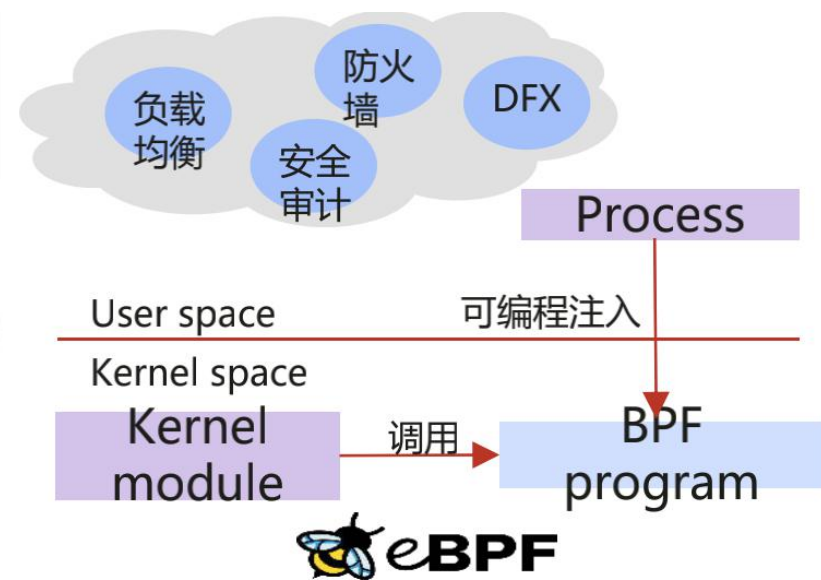 负载
均衡
防火
墙
DFX
安全
审计
Process
User space
可编程注入
Kernel space
Kernel
module
调用
BPF
program
eBPF